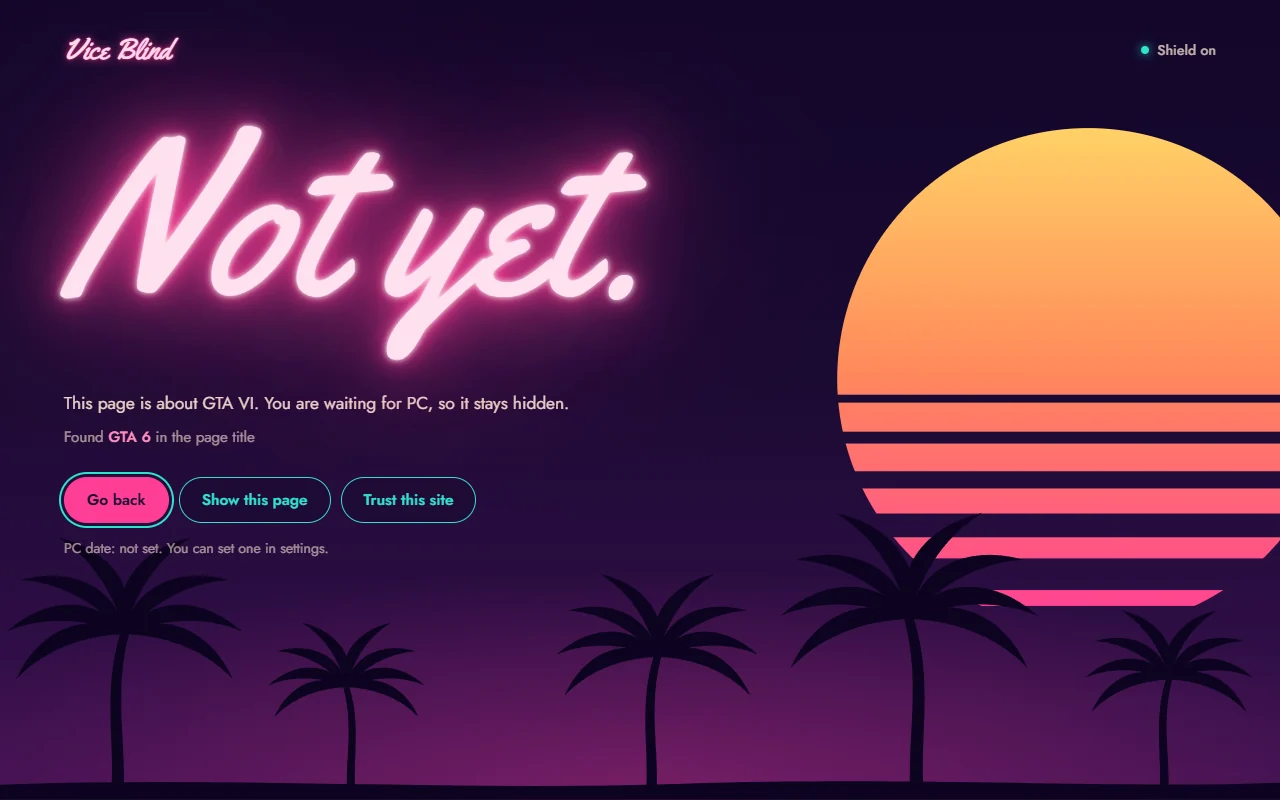 Vice Blind
Shield on
Not yet.
This page is about GTA VI. You are waiting for PC, so it stays hidden.
Found GTA 6 in the page title
Go back
Show this page
Trust this site
PC date: not set. You can set one in settings.